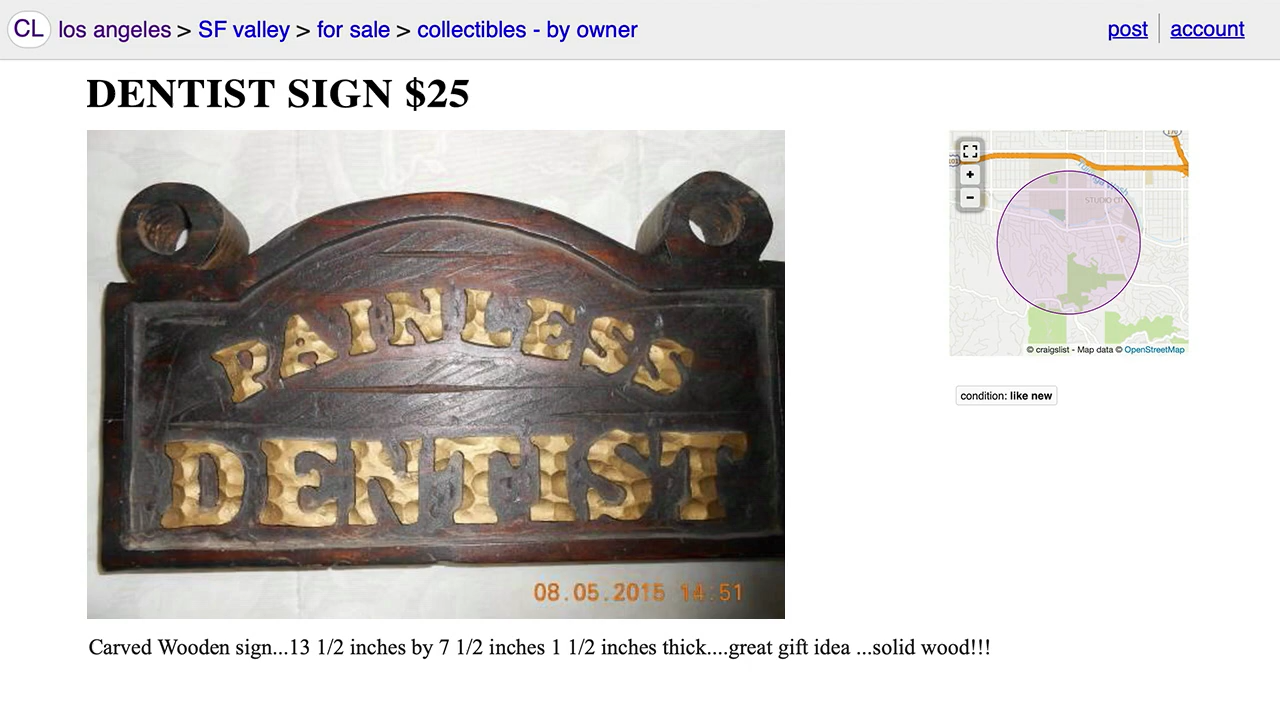 CL los angeles > SF valley > for sale > collectibles - by owner post account
DENTIST SIGN $25
PAINLESS
DENTIST
08.05.2015 14:51
STUDIO CIT
© craigslist - Map data © OpenStreetMap
condition: like new
Carved Wooden sign...13 1/2 inches by 7 1/2 inches 1 1/2 inches thick....great gift idea ...solid wood!!!